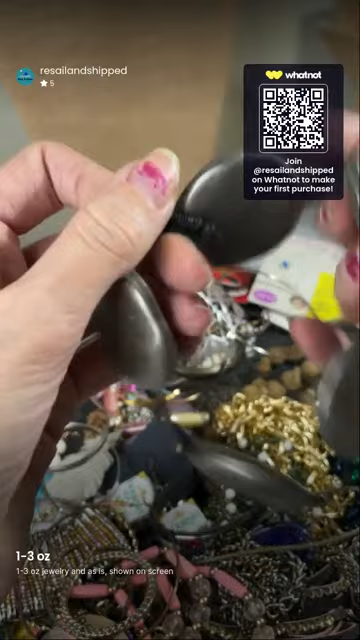 resailandshipped
★ 5
whatnot
Join
@resailandshipped
on Whatnot to make
your first purchase!
1-3 oz
1-3 oz jewelry and as is, shown on screen